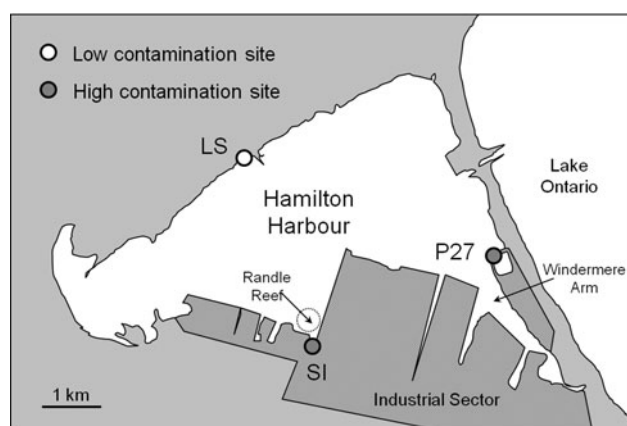 Low contamination site
High contamination site
LS
Hamilton
Harbour
Lake
Ontario
P27
Windermere
Arm
Randle
Reef
SI
Industrial Sector
1 km